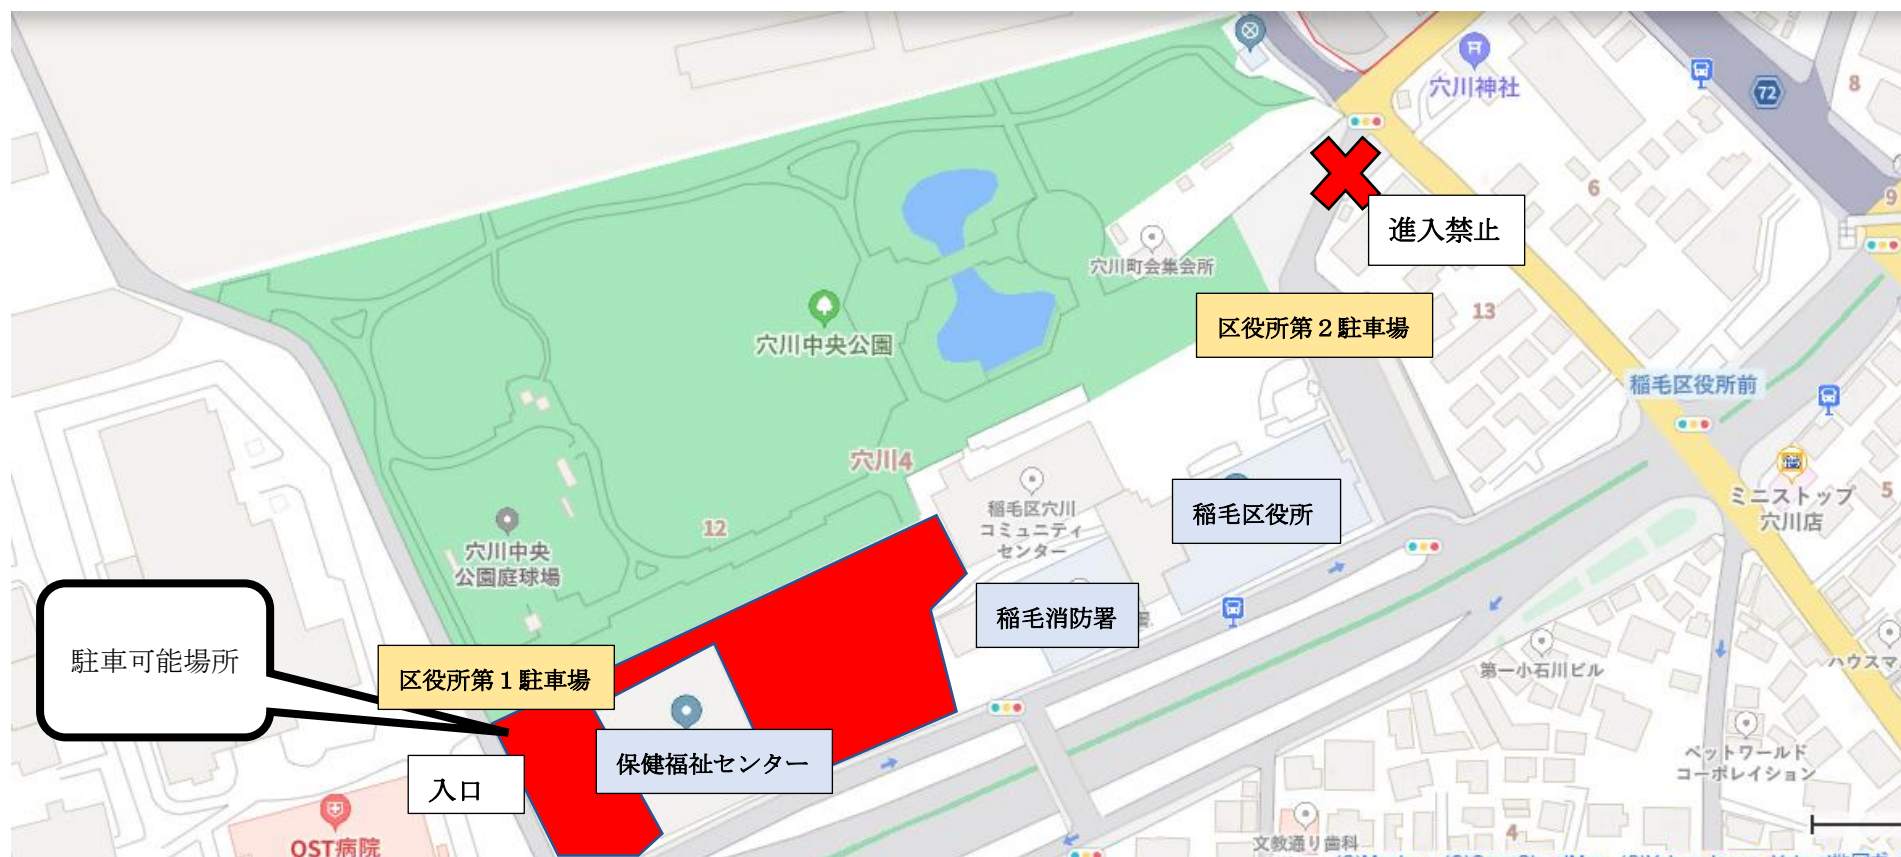 穴川神社
72
8
6
9
進入禁止
穴川町会集会所
区役所第２駐車場
13
穴川中央公園
稲毛区役所前
穴川4
稲毛区穴川
コミュニティ
センター
稲毛区役所
ミニストップ
穴川店
5
12
穴川中央
公園庭球場
稲毛消防署
署
駐車可能場所
区役所第１駐車場
第一小石川ビル
ハウスマ
保健福祉センター
ペットワールド
コーポレイション
入口
OST病院
文教通り歯科
4